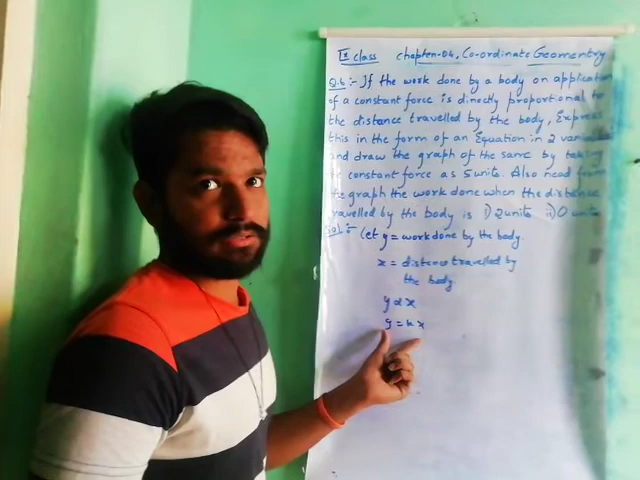 IX class chapter-04, Co-ordinate Geomentry
Q.6:- If the work done by a body on application
of a constant force is directly proportional to
the distance travelled by the body, Express
this in the form of an Equation in 2 variables
and draw the graph of the same by taking
the constant force as 5 units. Also read from
the graph the work done when the distance
travelled by the body is i) 2 units ii) 0 units
Sol:- let y = work done by the body.
x = distance travelled by
the body.
y α x
y = k x